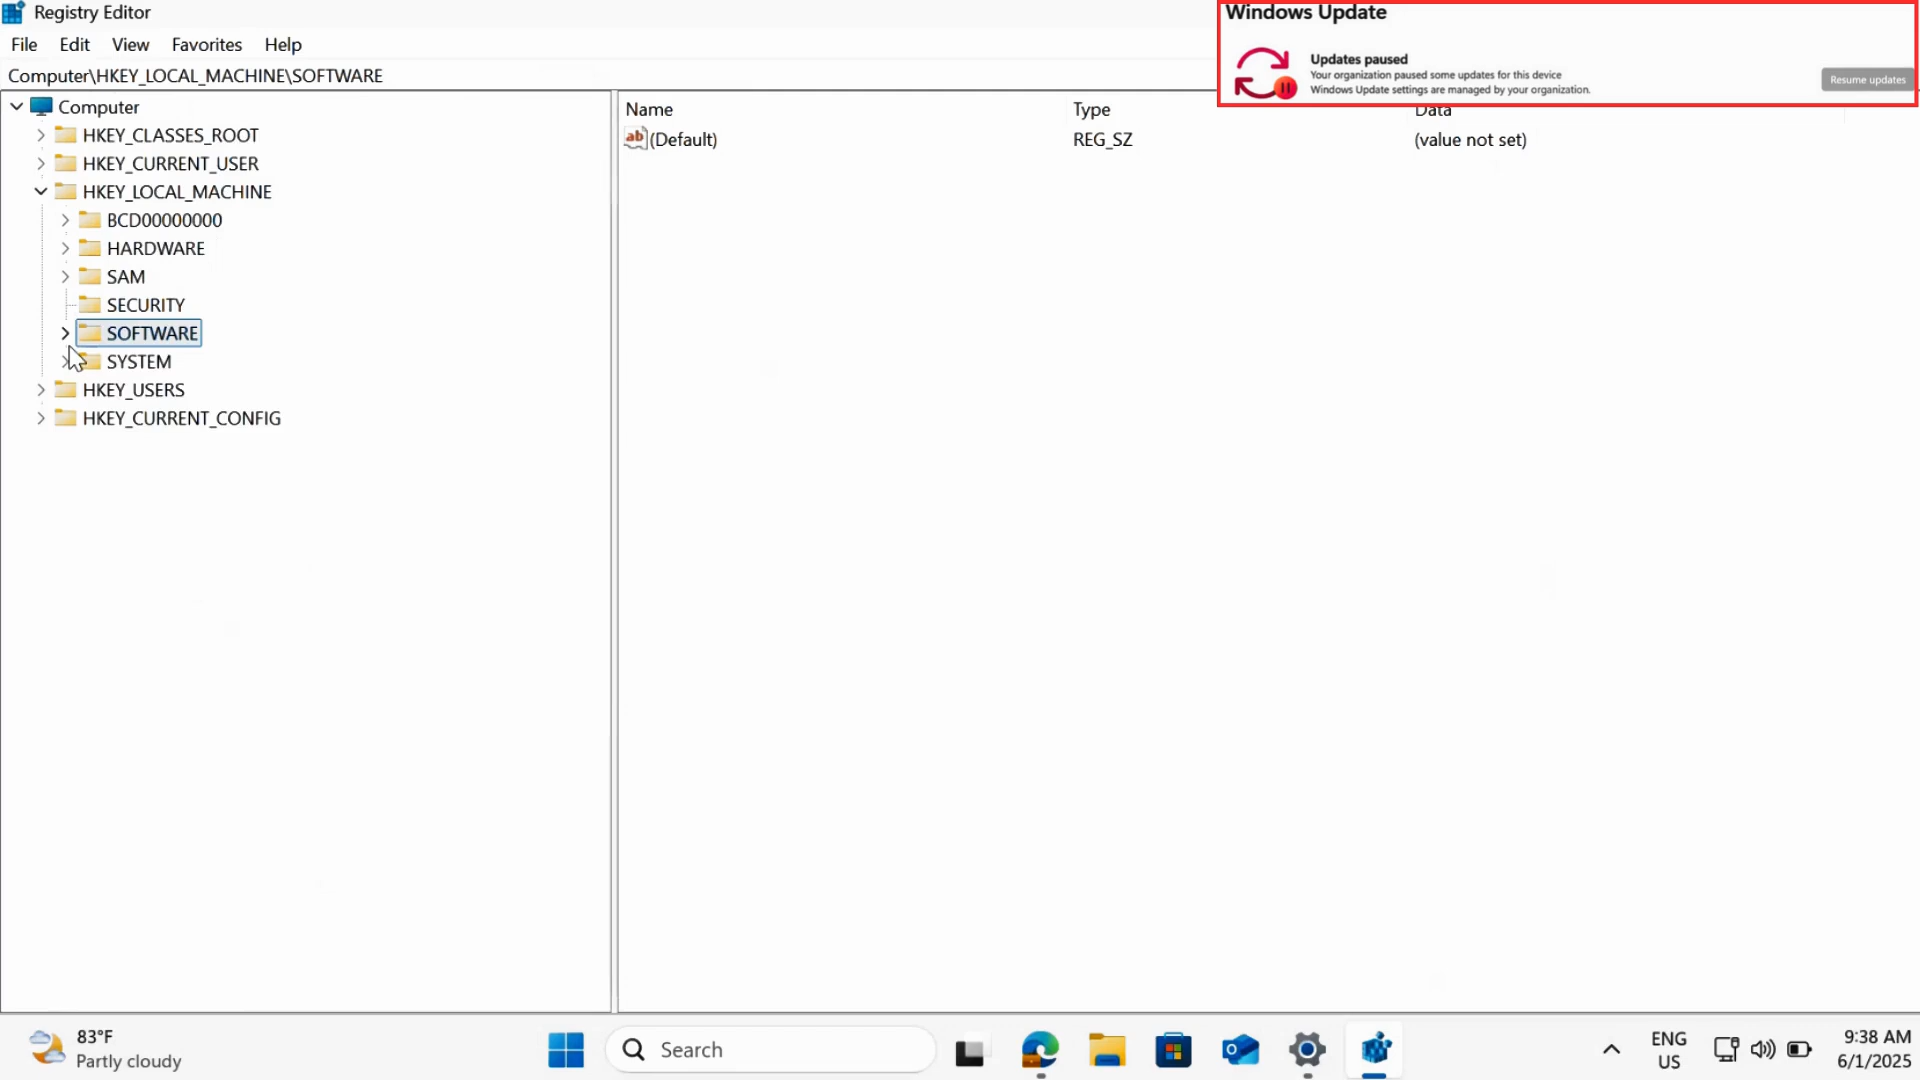 Registry Editor
Windows Update
File Edit View Favorites Help
Updates paused
Your organization paused some updates for this device
Windows Update settings are managed by your organization.
Resume updates
Computer\HKEY_LOCAL_MACHINE\SOFTWARE
Computer
HKEY_CLASSES_ROOT
HKEY_CURRENT_USER
HKEY_LOCAL_MACHINE
BCD00000000
HARDWARE
SAM
SECURITY
SOFTWARE
SYSTEM
HKEY_USERS
HKEY_CURRENT_CONFIG
Name Type Data
ab (Default) REG_SZ (value not set)
83°F
Partly cloudy
Search
ENG
US
9:38 AM
6/1/2025